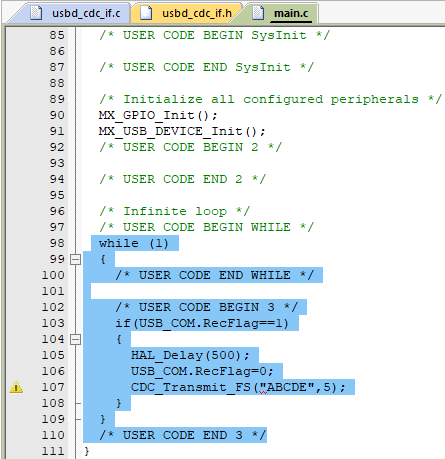 usbd_cdc_if.c usbd_cdc_if.h main.c
85 /* USER CODE BEGIN SysInit */
86
87 /* USER CODE END SysInit */
88
89 /* Initialize all configured peripherals */
90 MX_GPIO_Init();
91 MX_USB_DEVICE_Init();
92 /* USER CODE BEGIN 2 */
93
94 /* USER CODE END 2 */
95
96 /* Infinite loop */
97 /* USER CODE BEGIN WHILE */
98 while (1)
99 {
100 /* USER CODE END WHILE */
101
102 /* USER CODE BEGIN 3 */
103 if(USB_COM.RecFlag==1)
104 {
105 HAL_Delay(500);
106 USB_COM.RecFlag=0;
107 CDC_Transmit_FS("ABCDE",5);
108 }
109 }
110 /* USER CODE END 3 */
111 }